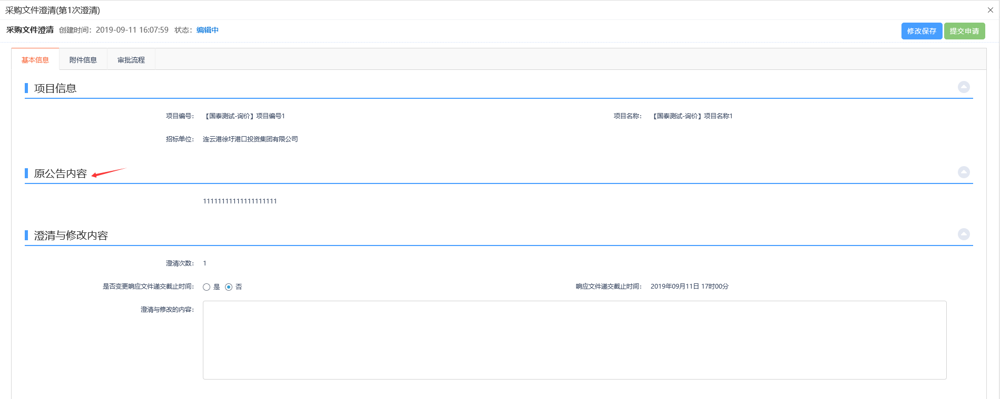 采购文件澄清(第1次澄清)
采购文件澄清 创建时间：2019-09-11 16:07:59 状态：编辑中 修改保存 提交申请
基本信息 附件信息 审批流程
项目信息
项目编号： 【国泰测试-询价】项目编号1 项目名称： 【国泰测试-询价】项目名称1
招标单位： 连云港徐圩港口投资集团有限公司
原公告内容
11111111111111111111
澄清与修改内容
澄清次数： 1
是否变更响应文件递交截止时间： 是 否 响应文件递交截止时间： 2019年09月11日 17时00分
澄清与修改的内容：